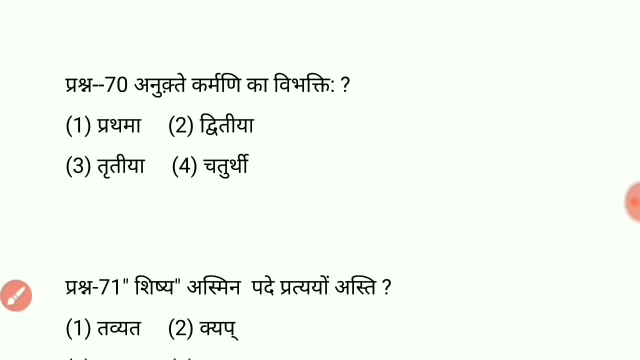 प्रश्न--70 अनुक़्ते कर्मणि का विभक्ति: ?
(1) प्रथमा (2) द्वितीया
(3) तृतीया (4) चतुर्थी
प्रश्न-71" शिष्य" अस्मिन पदे प्रत्ययों अस्ति ?
(1) तव्यत (2) क्यप्